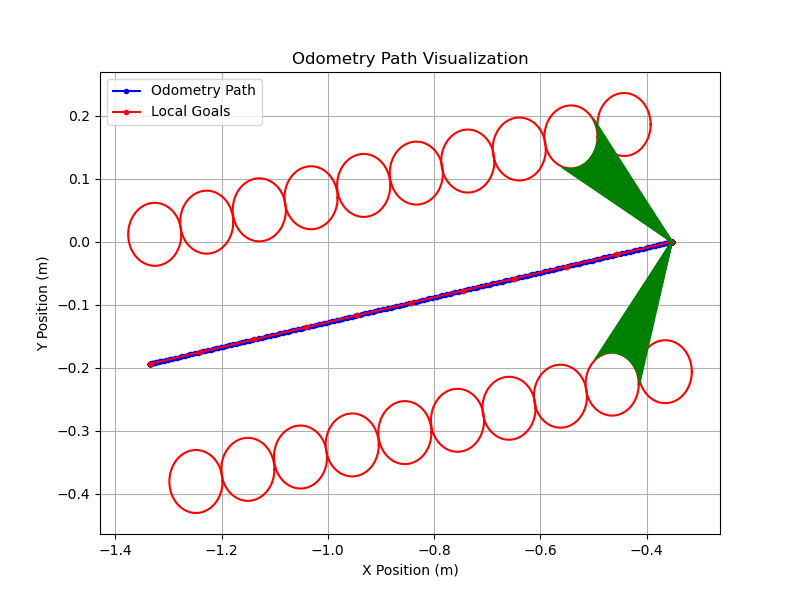 Odometry Path Visualization
Odometry Path
Local Goals
Y Position (m)
0.2
0.1
0.0
−0.1
−0.2
−0.3
−0.4
−1.4 −1.2 −1.0 −0.8 −0.6 −0.4
X Position (m)